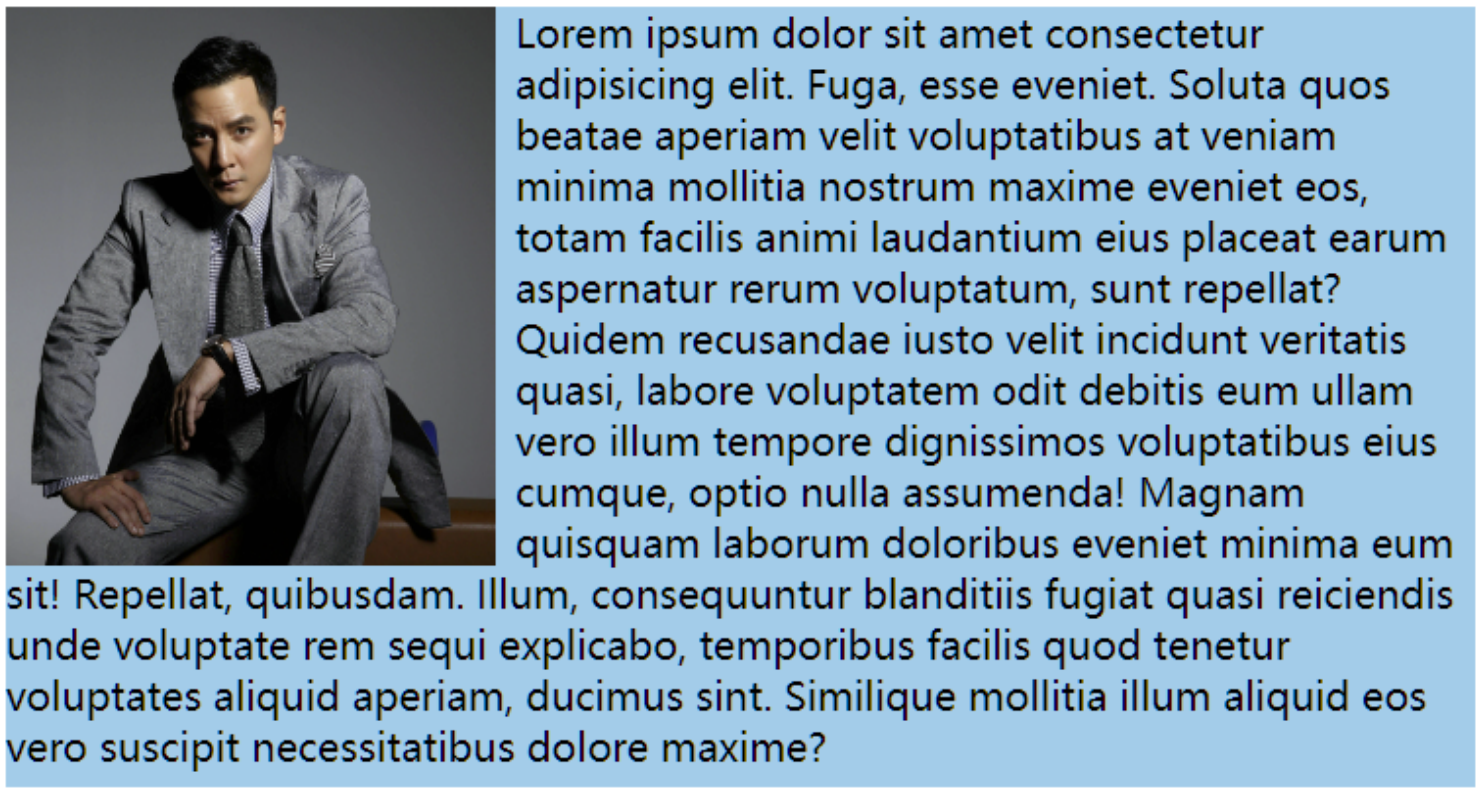 Lorem ipsum dolor sit amet consectetur
adipisicing elit. Fuga, esse eveniet. Soluta quos
beatae aperiam velit voluptatibus at veniam
minima mollitia nostrum maxime eveniet eos,
totam facilis animi laudantium eius placeat earum
aspernatur rerum voluptatum, sunt repellat?
Quidem recusandae iusto velit incidunt veritatis
quasi, labore voluptatem odit debitis eum ullam
vero illum tempore dignissimos voluptatibus eius
cumque, optio nulla assumenda! Magnam
quisquam laborum doloribus eveniet minima eum
sit! Repellat, quibusdam. Illum, consequuntur blanditiis fugiat quasi reiciendis
unde voluptate rem sequi explicabo, temporibus facilis quod tenetur
voluptates aliquid aperiam, ducimus sint. Similique mollitia illum aliquid eos
vero suscipit necessitatibus dolore maxime?